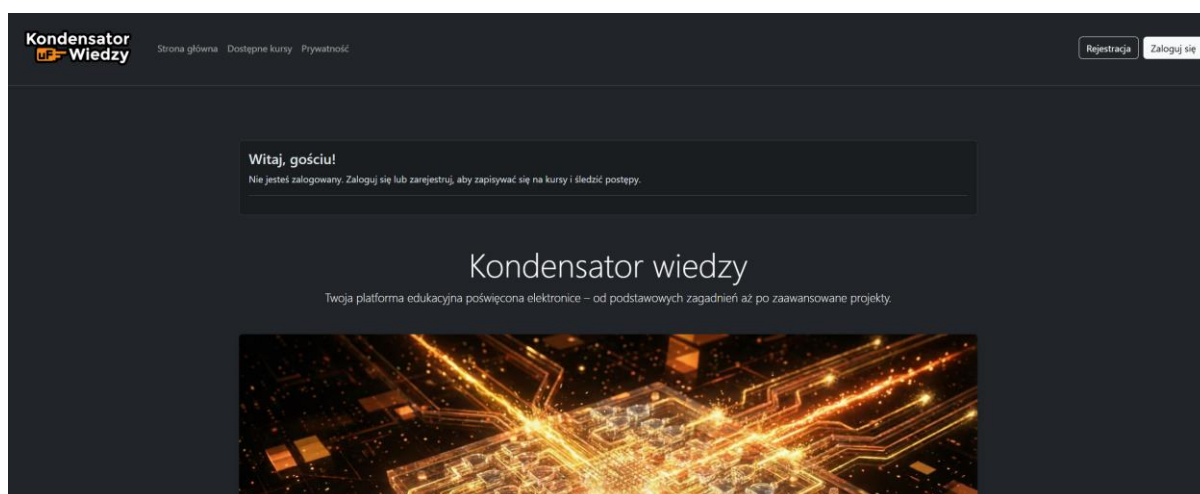 Kondensator
uF Wiedzy
Strona główna Dostępne kursy Prywatność
Rejestracja
Zaloguj się
Witaj, gościu!
Nie jesteś zalogowany. Zaloguj się lub zarejestruj, aby zapisywać się na kursy i śledzić postępy.
Kondensator wiedzy
Twoja platforma edukacyjna poświęcona elektronice – od podstawowych zagadnień aż po zaawansowane projekty.